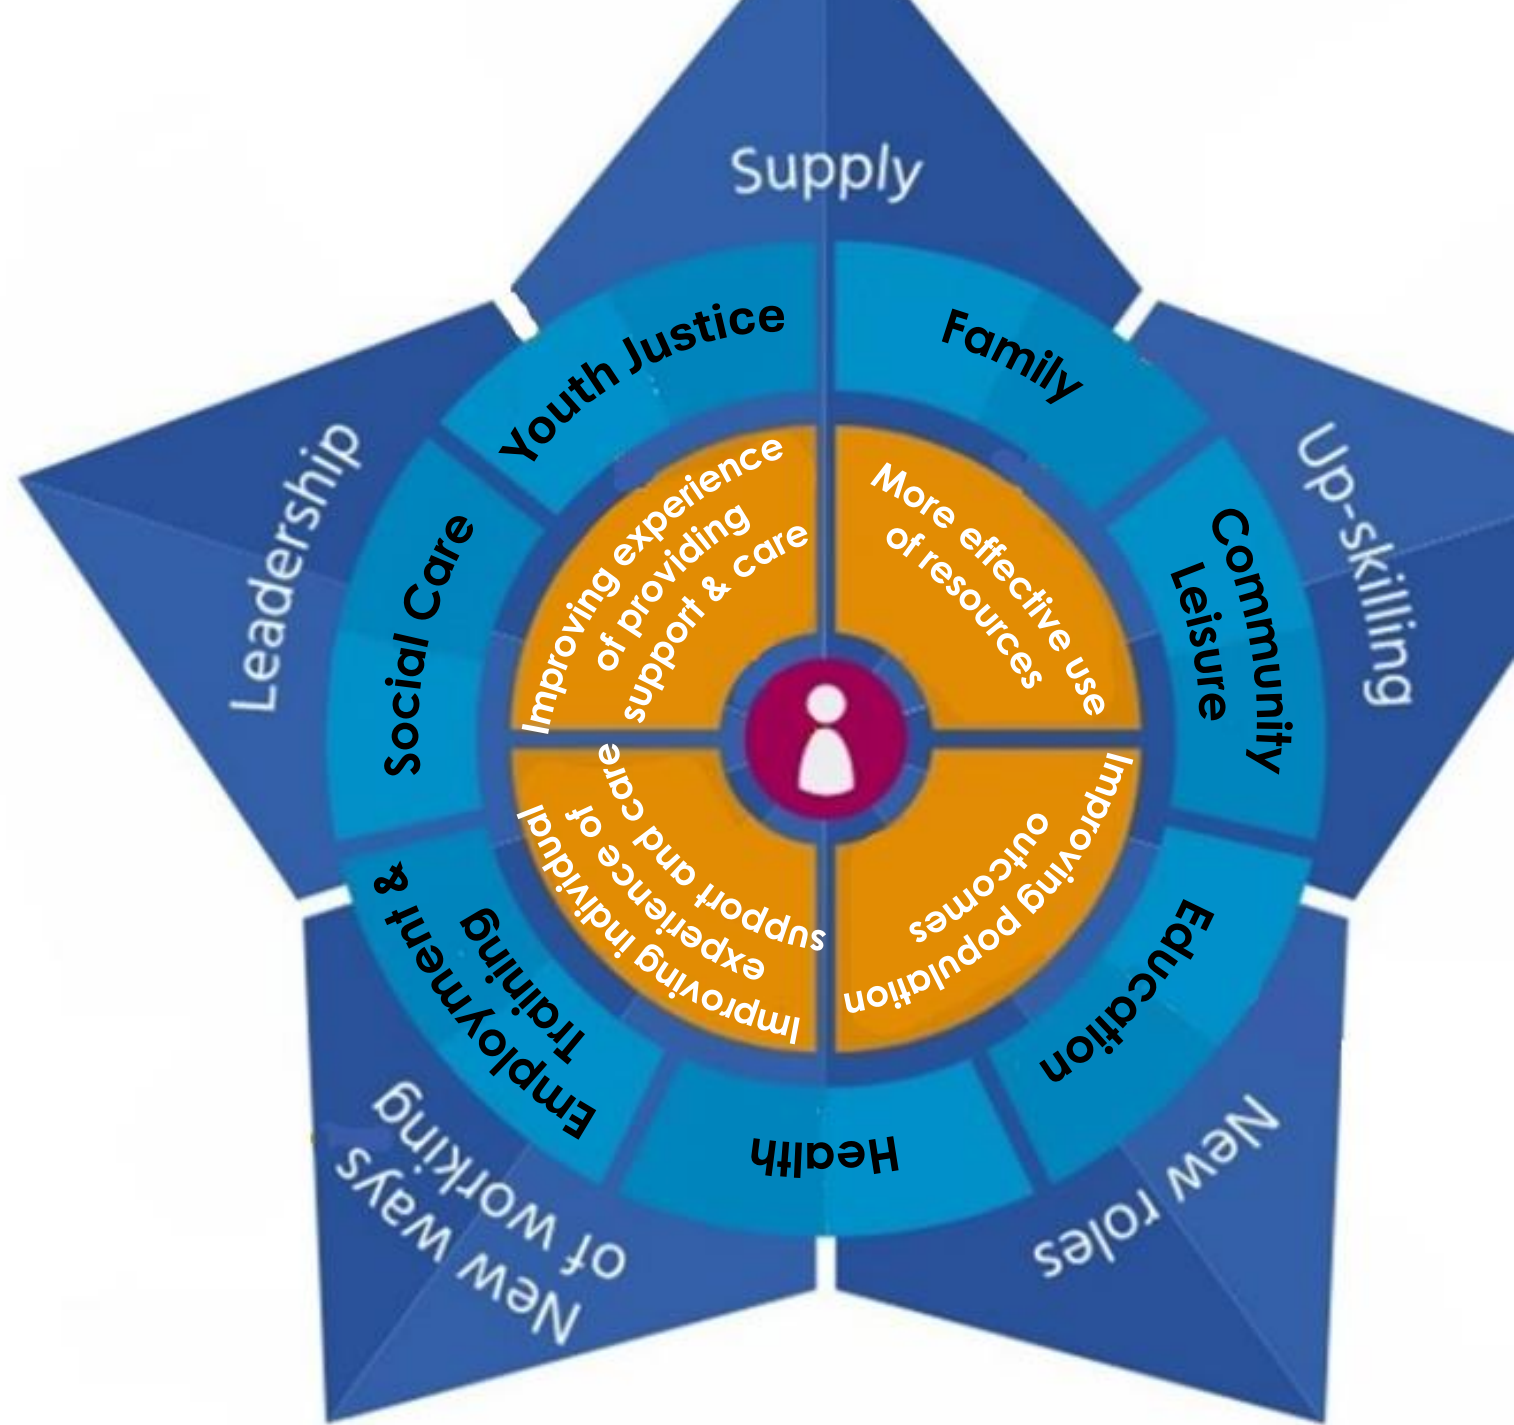 Supply
Up-skilling
New roles
New ways
of working
Leadership
Youth Justice
Family
Community
Leisure
Education
Health
Employment &
Training
Social Care
Improving experience
of providing
support & care
More effective use
of resources
Improving population
outcomes
Improving individual
experience of
support and care